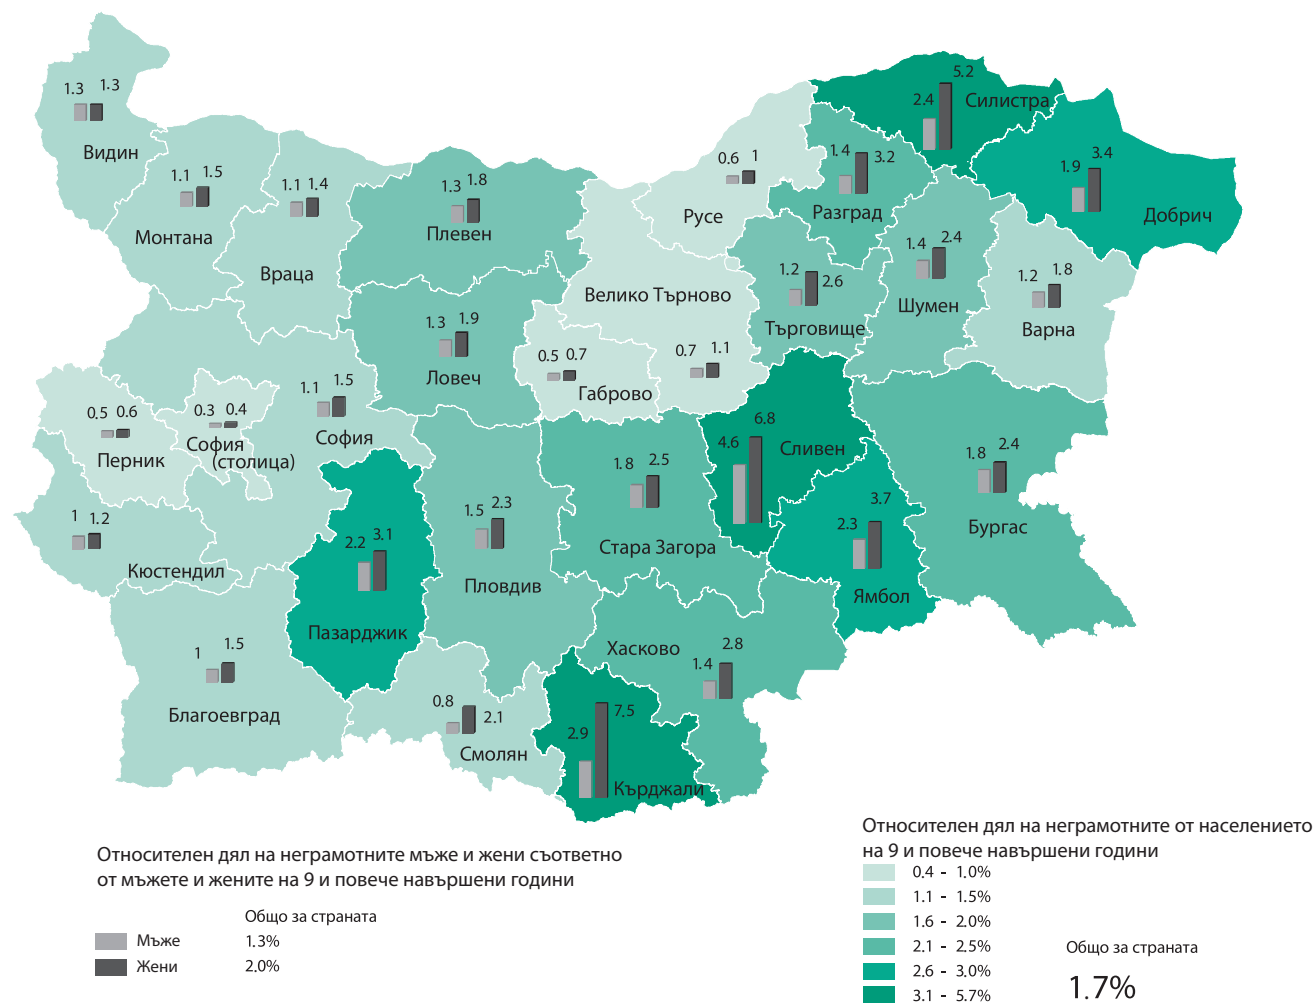 1.3 1.3
Видин
1.1 1.5
Монтана
1.1 1.4
Враца
1.3 1.8
Плевен
0.6 1
Русе
1.4 3.2
Разград
2.4 5.2
Силистра
1.9 3.4
Добрич
1.4 2.4
Шумен
1.2 1.8
Варна
1.2 2.6
Търговище
Велико Търново
0.7 1.1
0.5 0.7
Габрово
1.3 1.9
Ловеч
1.1 1.5
София
0.3 0.4
София
(столица)
0.5 0.6
Перник
1 1.2
Кюстендил
1 1.5
Благоевград
2.2 3.1
Пазарджик
1.5 2.3
Пловдив
1.8 2.5
Стара Загора
4.6 6.8
Сливен
2.3 3.7
Ямбол
1.8 2.4
Бургас
Хасково
1.4 2.8
0.8 2.1
Смолян
2.9 7.5
Кърджали
Относителен дял на неграмотните мъже и жени съответно
от мъжете и жените на 9 и повече навършени години
Общо за страната
Мъже 1.3%
Жени 2.0%
Относителен дял на неграмотните от населението
на 9 и повече навършени години
0.4 - 1.0%
1.1 - 1.5%
1.6 - 2.0%
2.1 - 2.5%
2.6 - 3.0%
3.1 - 5.7%
Общо за страната
1.7%